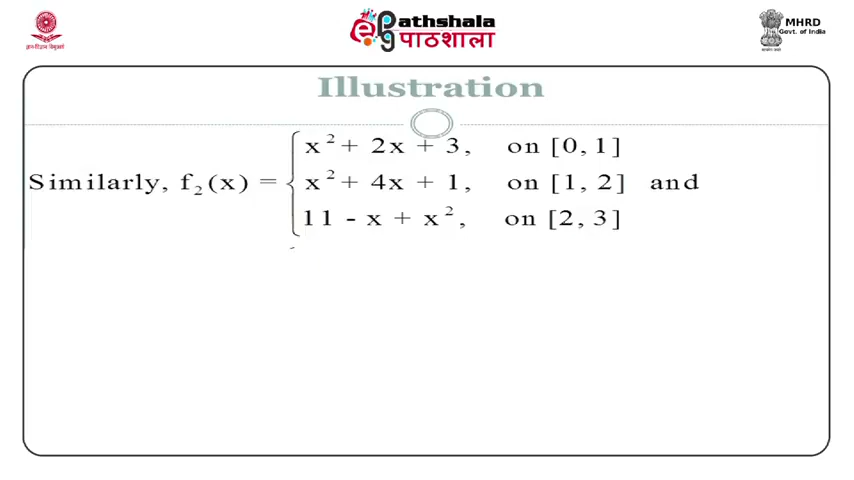 ePG Pathshala
पाठशाला
MHRD
Govt. of India
Illustration
x² + 2x + 3, on [0, 1]
Similarly, f₂(x) = { x² + 4x + 1, on [1, 2] and
11 - x + x², on [2, 3]